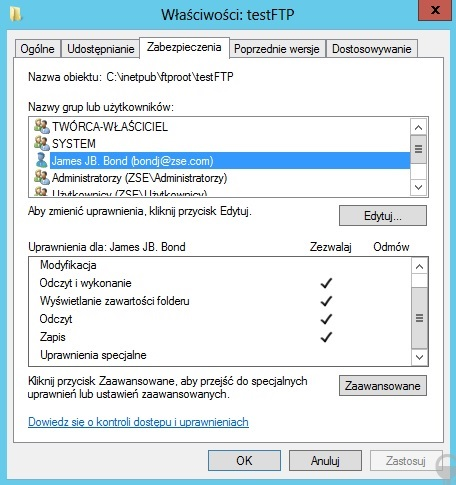 Właściwości: testFTP
x
Ogólne Udostępnianie Zabezpieczenia Poprzednie wersje Dostosowywanie
Nazwa obiektu: C:\inetpub\ftproot\testFTP
Nazwy grup lub użytkowników:
TWÓRCA-WŁAŚCICIEL
SYSTEM
James JB. Bond (bondj@zse.com)
Administratorzy (ZSE\Administratorzy)
Użytkownicy (ZSE\Użytkownicy)
Aby zmienić uprawnienia, kliknij przycisk Edytuj.
Edytuj...
Uprawnienia dla: James JB. Bond Zezwalaj Odmów
Modyfikacja
Odczyt i wykonanie
Wyświetlanie zawartości folderu
Odczyt
Zapis
Uprawnienia specjalne
Kliknij przycisk Zaawansowane, aby przejść do specjalnych
uprawnień lub ustawień zaawansowanych.
Zaawansowane
Dowiedz się o kontroli dostępu i uprawnieniach
OK Anuluj Zastosuj